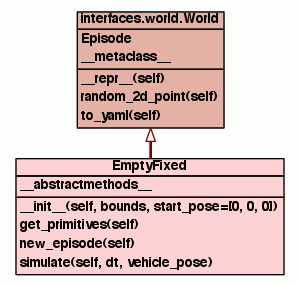 interfaces.world.World
Episode
__metaclass__
__repr__(self)
random_2d_point(self)
to_yaml(self)
EmptyFixed
__abstractmethods__
__init__(self, bounds, start_pose=[0, 0, 0])
get_primitives(self)
new_episode(self)
simulate(self, dt, vehicle_pose)